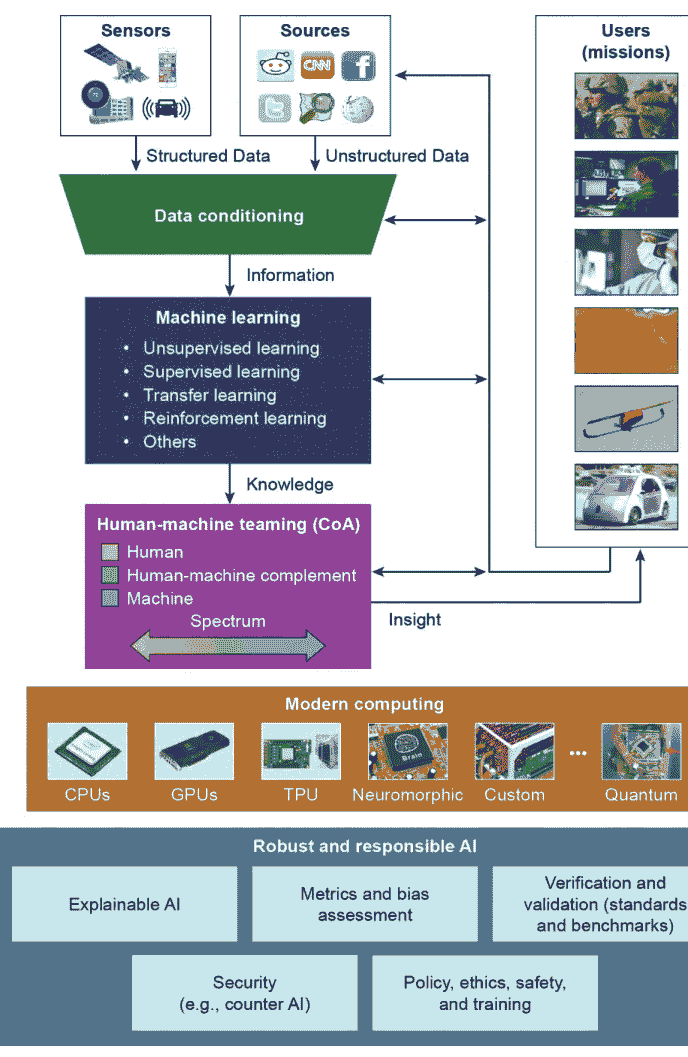 Sensors
Sources
CNN
Users
(missions)
Structured Data
Unstructured Data
Data conditioning
Information
Machine learning
• Unsupervised learning
• Supervised learning
• Transfer learning
• Reinforcement learning
• Others
Knowledge
Human-machine teaming (CoA)
Human
Human-machine complement
Machine
Spectrum
Insight
Modern computing
Brain
...
CPUs
GPUs
TPU
Neuromorphic
Custom
Quantum
Robust and responsible AI
Explainable AI
Metrics and bias
assessment
Verification and
validation (standards
and benchmarks)
Security
(e.g., counter AI)
Policy, ethics, safety,
and training